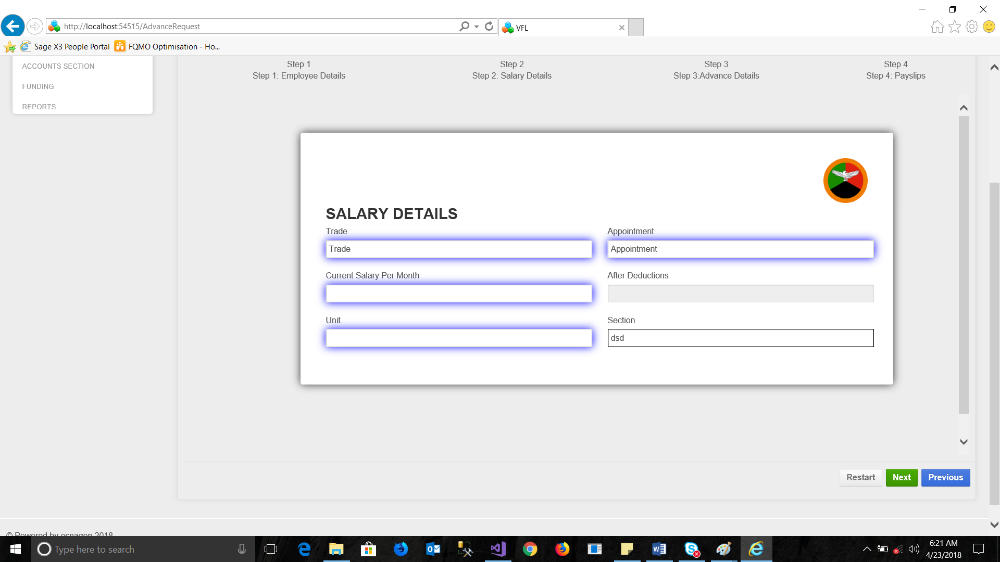 http://localhost:54515/AdvanceRequest
VFL
Sage X3 People Portal
FQMO Optimisation - Ho...
ACCOUNTS SECTION
FUNDING
REPORTS
Step 1
Step 1: Employee Details
Step 2
Step 2: Salary Details
Step 3
Step 3:Advance Details
Step 4
Step 4: Payslips
SALARY DETAILS
Trade
Appointment
Trade
Appointment
Current Salary Per Month
After Deductions
Unit
Section
dsd
Restart
Next
Previous
© Powered by esnagon 2018
Type here to search
6:21 AM
4/23/2018